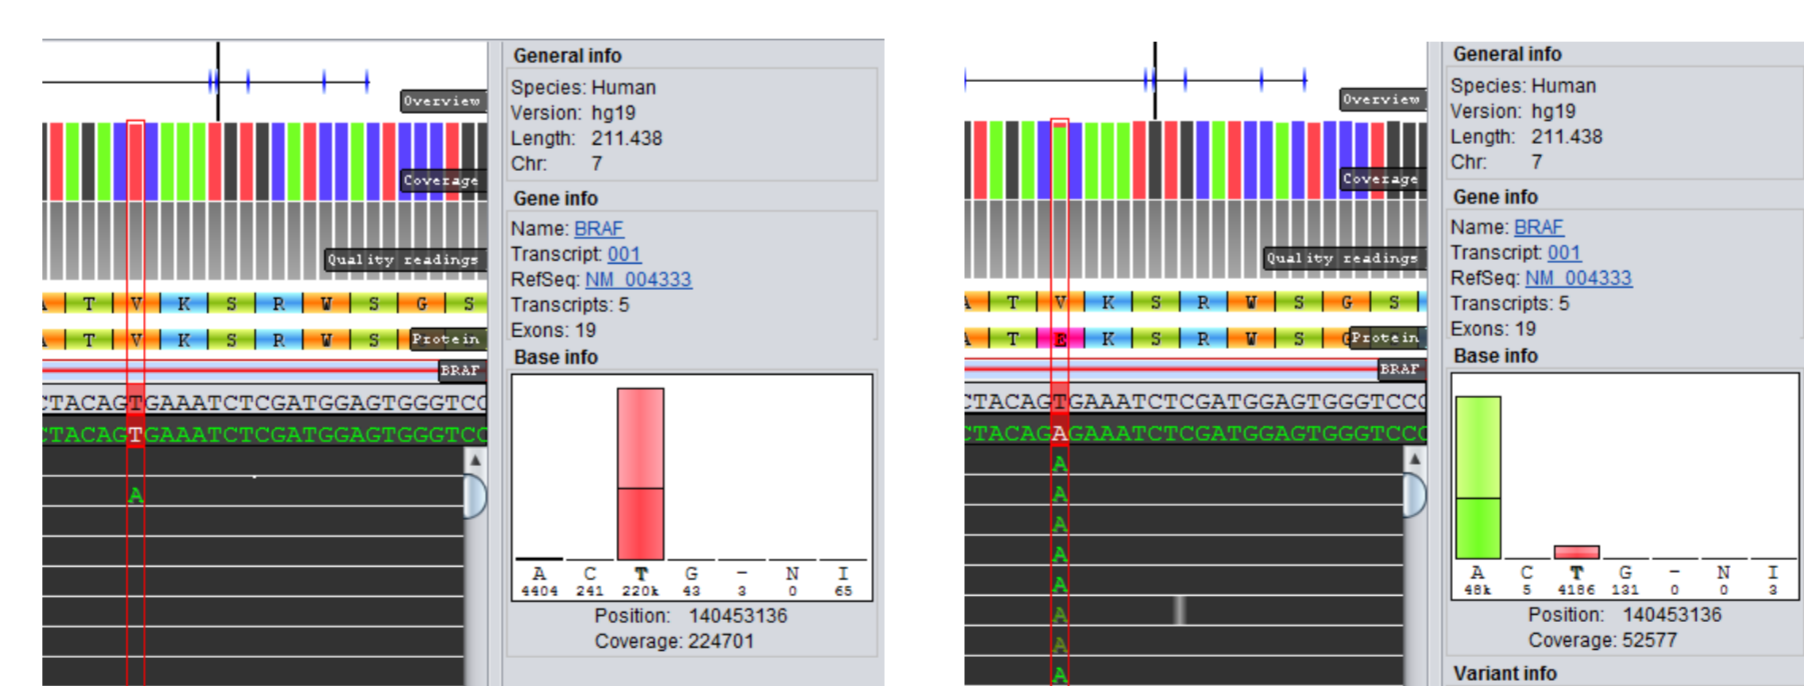 Overview
Coverage
Quality readings
T V K S R W S G S
T V K S R W S Protein
BRAF
CTACAGTGAAATCTCGATGGAGTGGGTCC
CTACAGTGAAATCTCGATGGAGTGGGTCC
A
General info
Species: Human
Version: hg19
Length: 211.438
Chr: 7
Gene info
Name: BRAF
Transcript: 001
RefSeq: NM_004333
Transcripts: 5
Exons: 19
Base info
A C T G - N I
4404 241 220k 43 3 0 65
Position: 140453136
Coverage: 224701
Overview
Coverage
Quality readings
A T V K S R W S G S
A T E K S R W S G Protein
BRAF
CTACAGTGAAATCTCGATGGAGTGGGTCCC
CTACAGAGAAATCTCGATGGAGTGGGTCCC
A
A
A
A
A
A
A
A
General info
Species: Human
Version: hg19
Length: 211.438
Chr: 7
Gene info
Name: BRAF
Transcript: 001
RefSeq: NM_004333
Transcripts: 5
Exons: 19
Base info
A C T G - N I
48k 5 4186 131 0 0 3
Position: 140453136
Coverage: 52577
Variant info